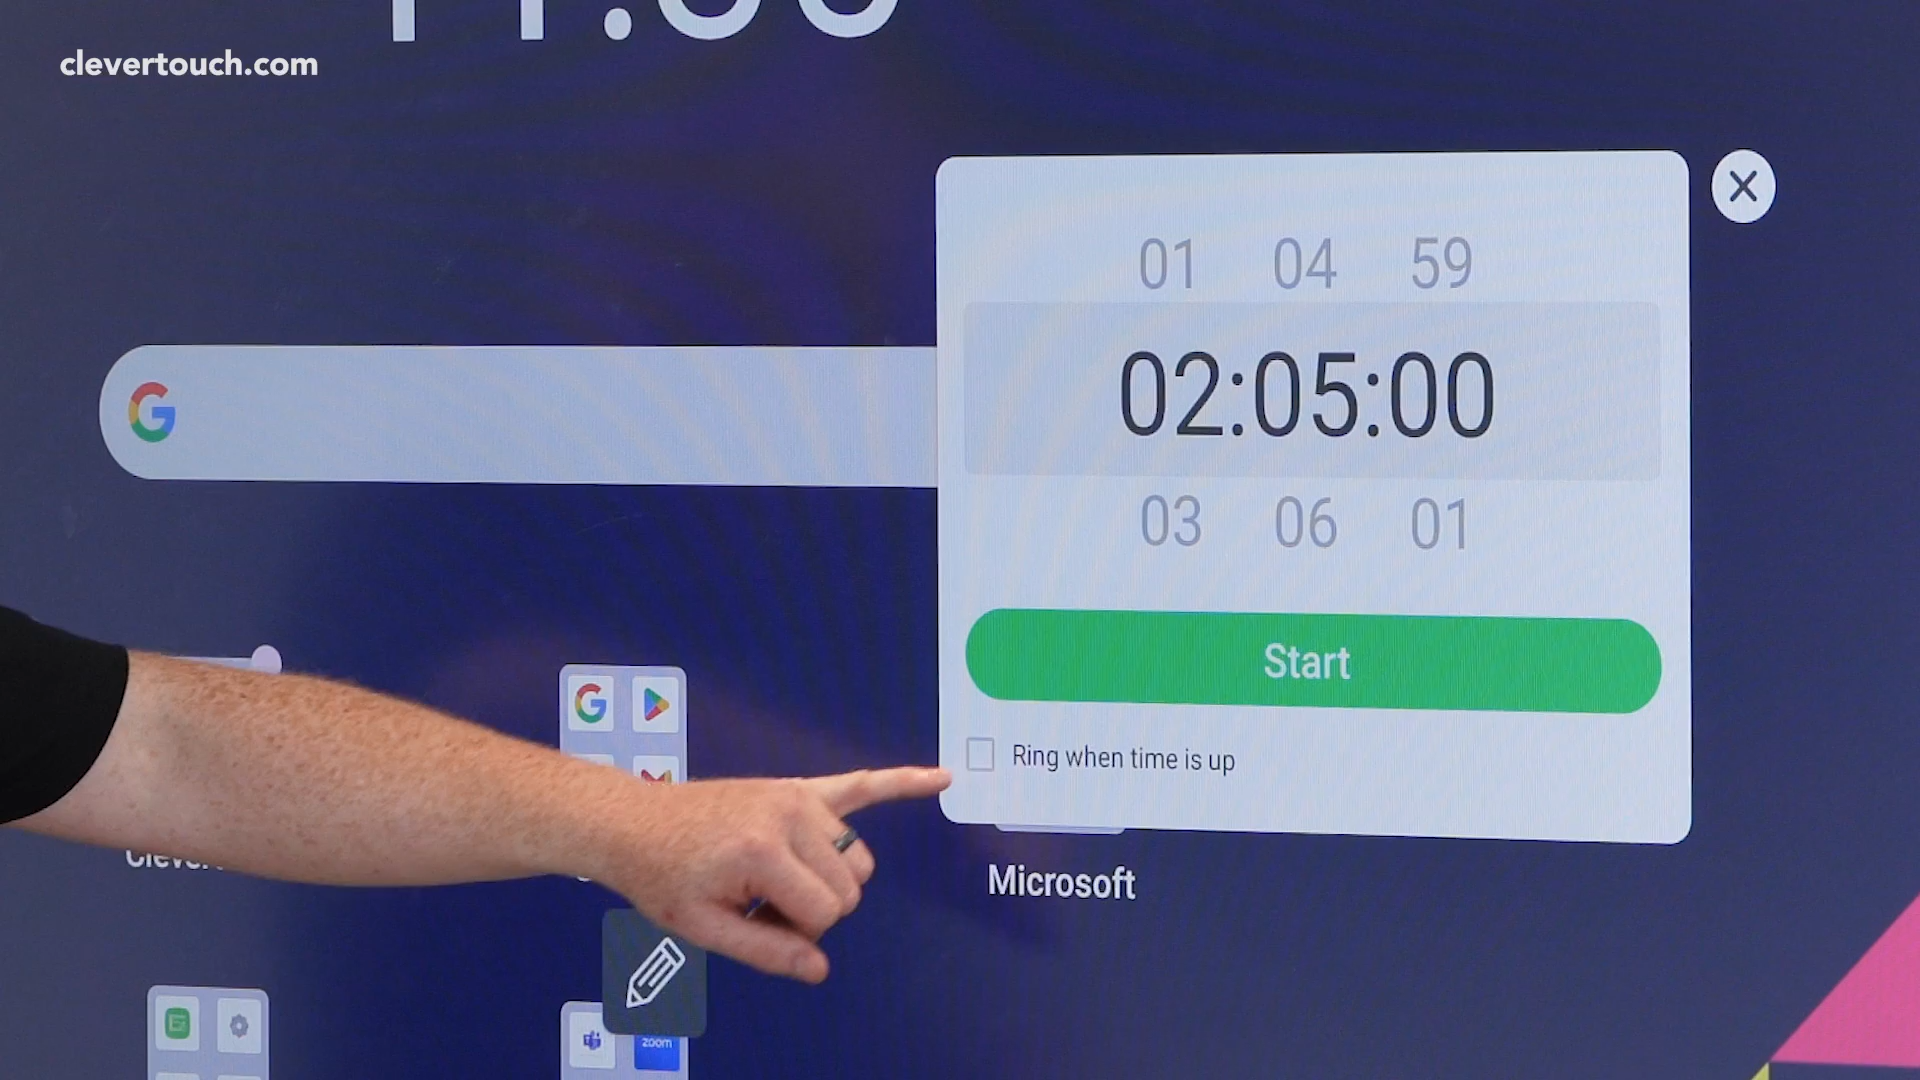 clevertouch.com
01 04 59
02:05:00
03 06 01
Start
Ring when time is up
Microsoft
zoom